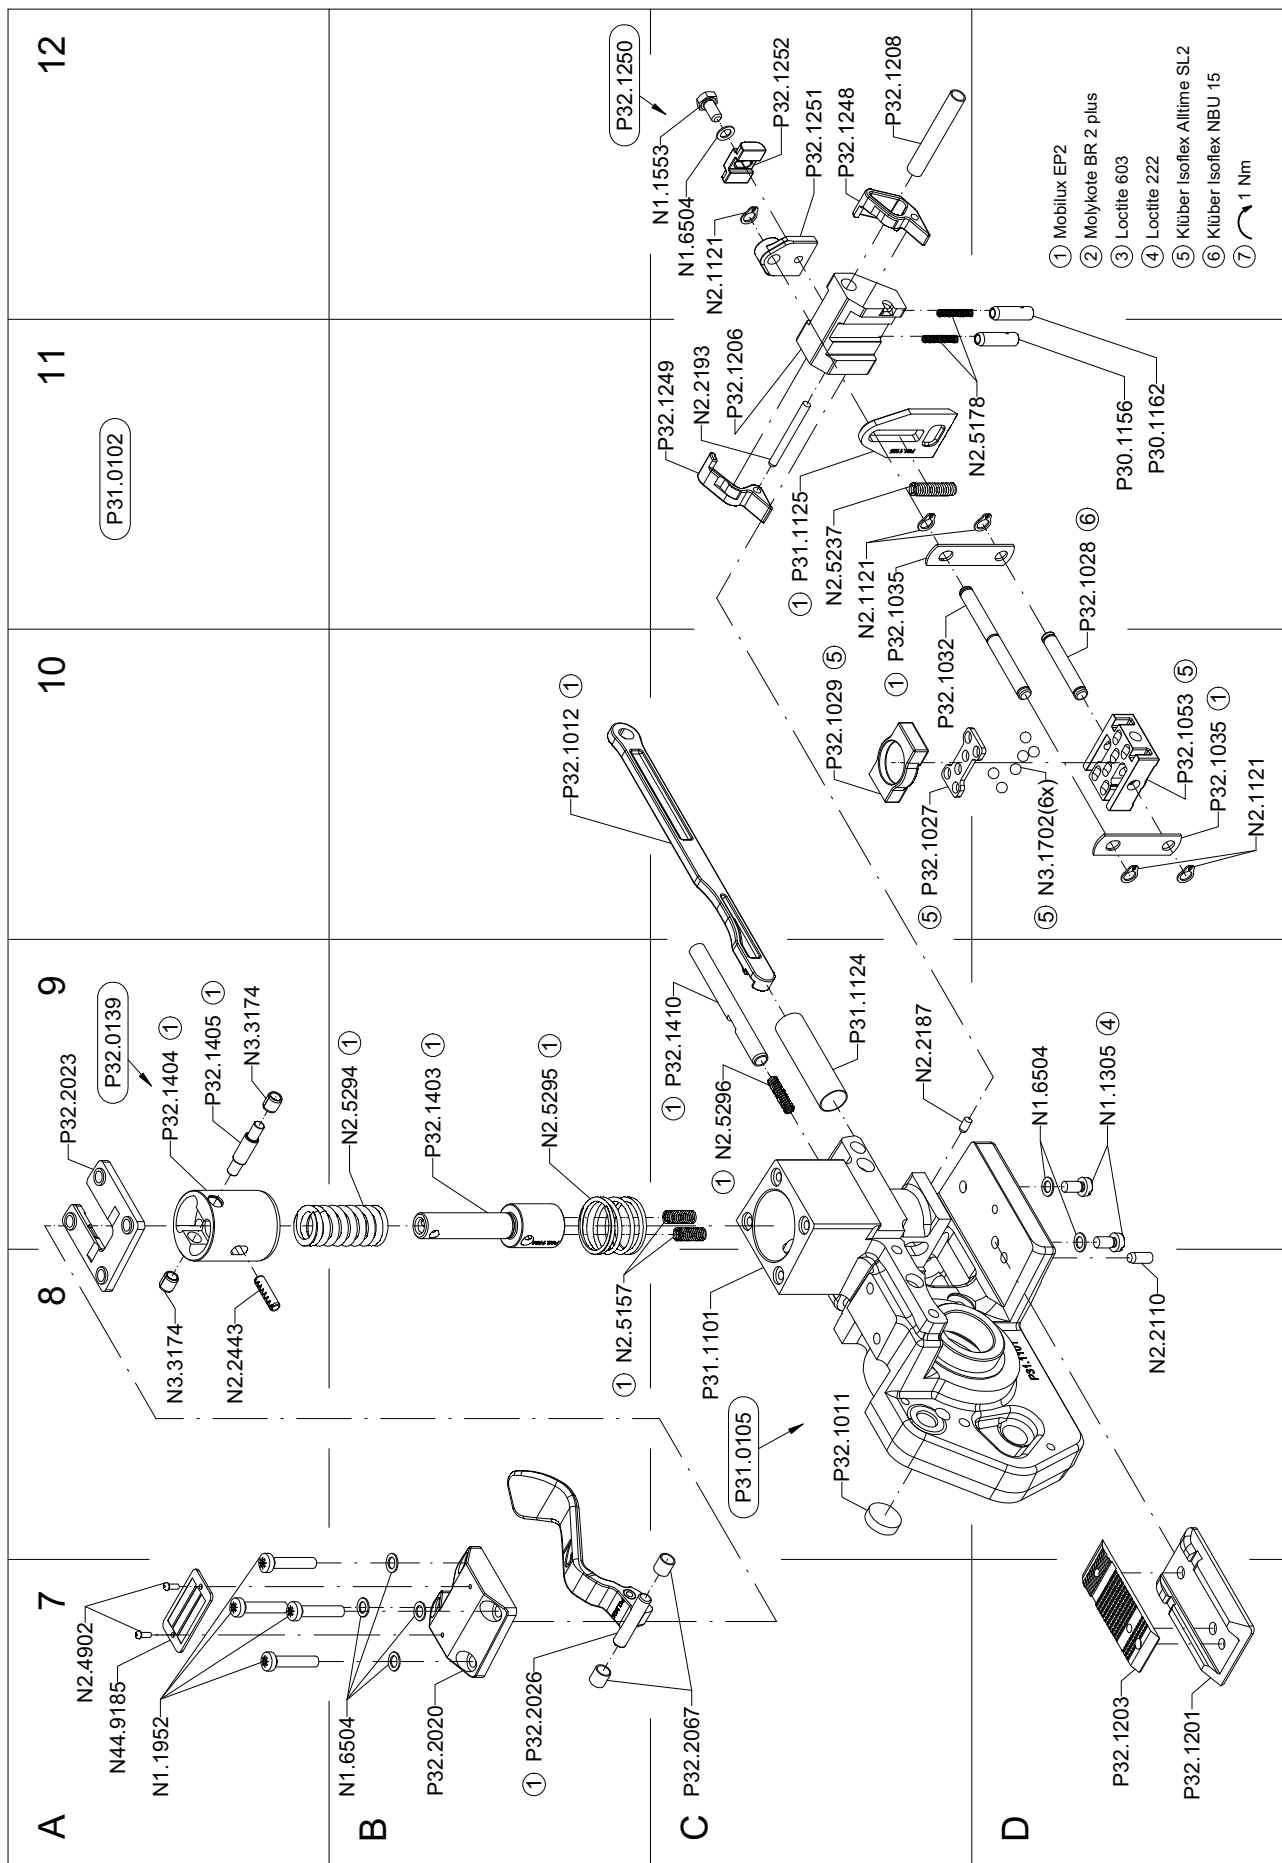 7
8
9
10
11
12
A
B
C
D
P31.0102
N2.4902
N44.9185
N1.1952
N1.6504
P32.2020
① P32.2026
P32.2067
N3.3174
N2.2443
P32.2023
P32.0139
P32.1404 ①
P32.1405 ①
N3.3174
N2.5294 ①
P32.1403 ①
N2.5295 ①
① N2.5157
① P32.1410
① N2.5296
P31.1124
P31.1101
P31.1101
P31.0105
P32.1011
N2.2187
N1.6504
N1.1305 ④
N2.2110
P32.1203
P32.1201
P32.1012 ①
P32.1029 ⑤
⑤ P32.1027
⑤ N3.1702(6x)
P32.1032
① P32.1035
N2.1121
N2.5237
① P31.1125
P32.1028 ⑥
P32.1053 ⑤
P32.1035 ①
N2.1121
P32.1249
N2.2193
P32.1206
N2.5178
P30.1156
P30.1162
P32.1250
N1.1553
N1.6504
N2.1121
P32.1252
P32.1251
P32.1248
P32.1208
① Mobilux EP2
② Molykote BR 2 plus
③ Loctite 603
④ Loctite 222
⑤ Klüber Isoflex Alltime SL2
⑥ Klüber Isoflex NBU 15
⑦ 1 Nm